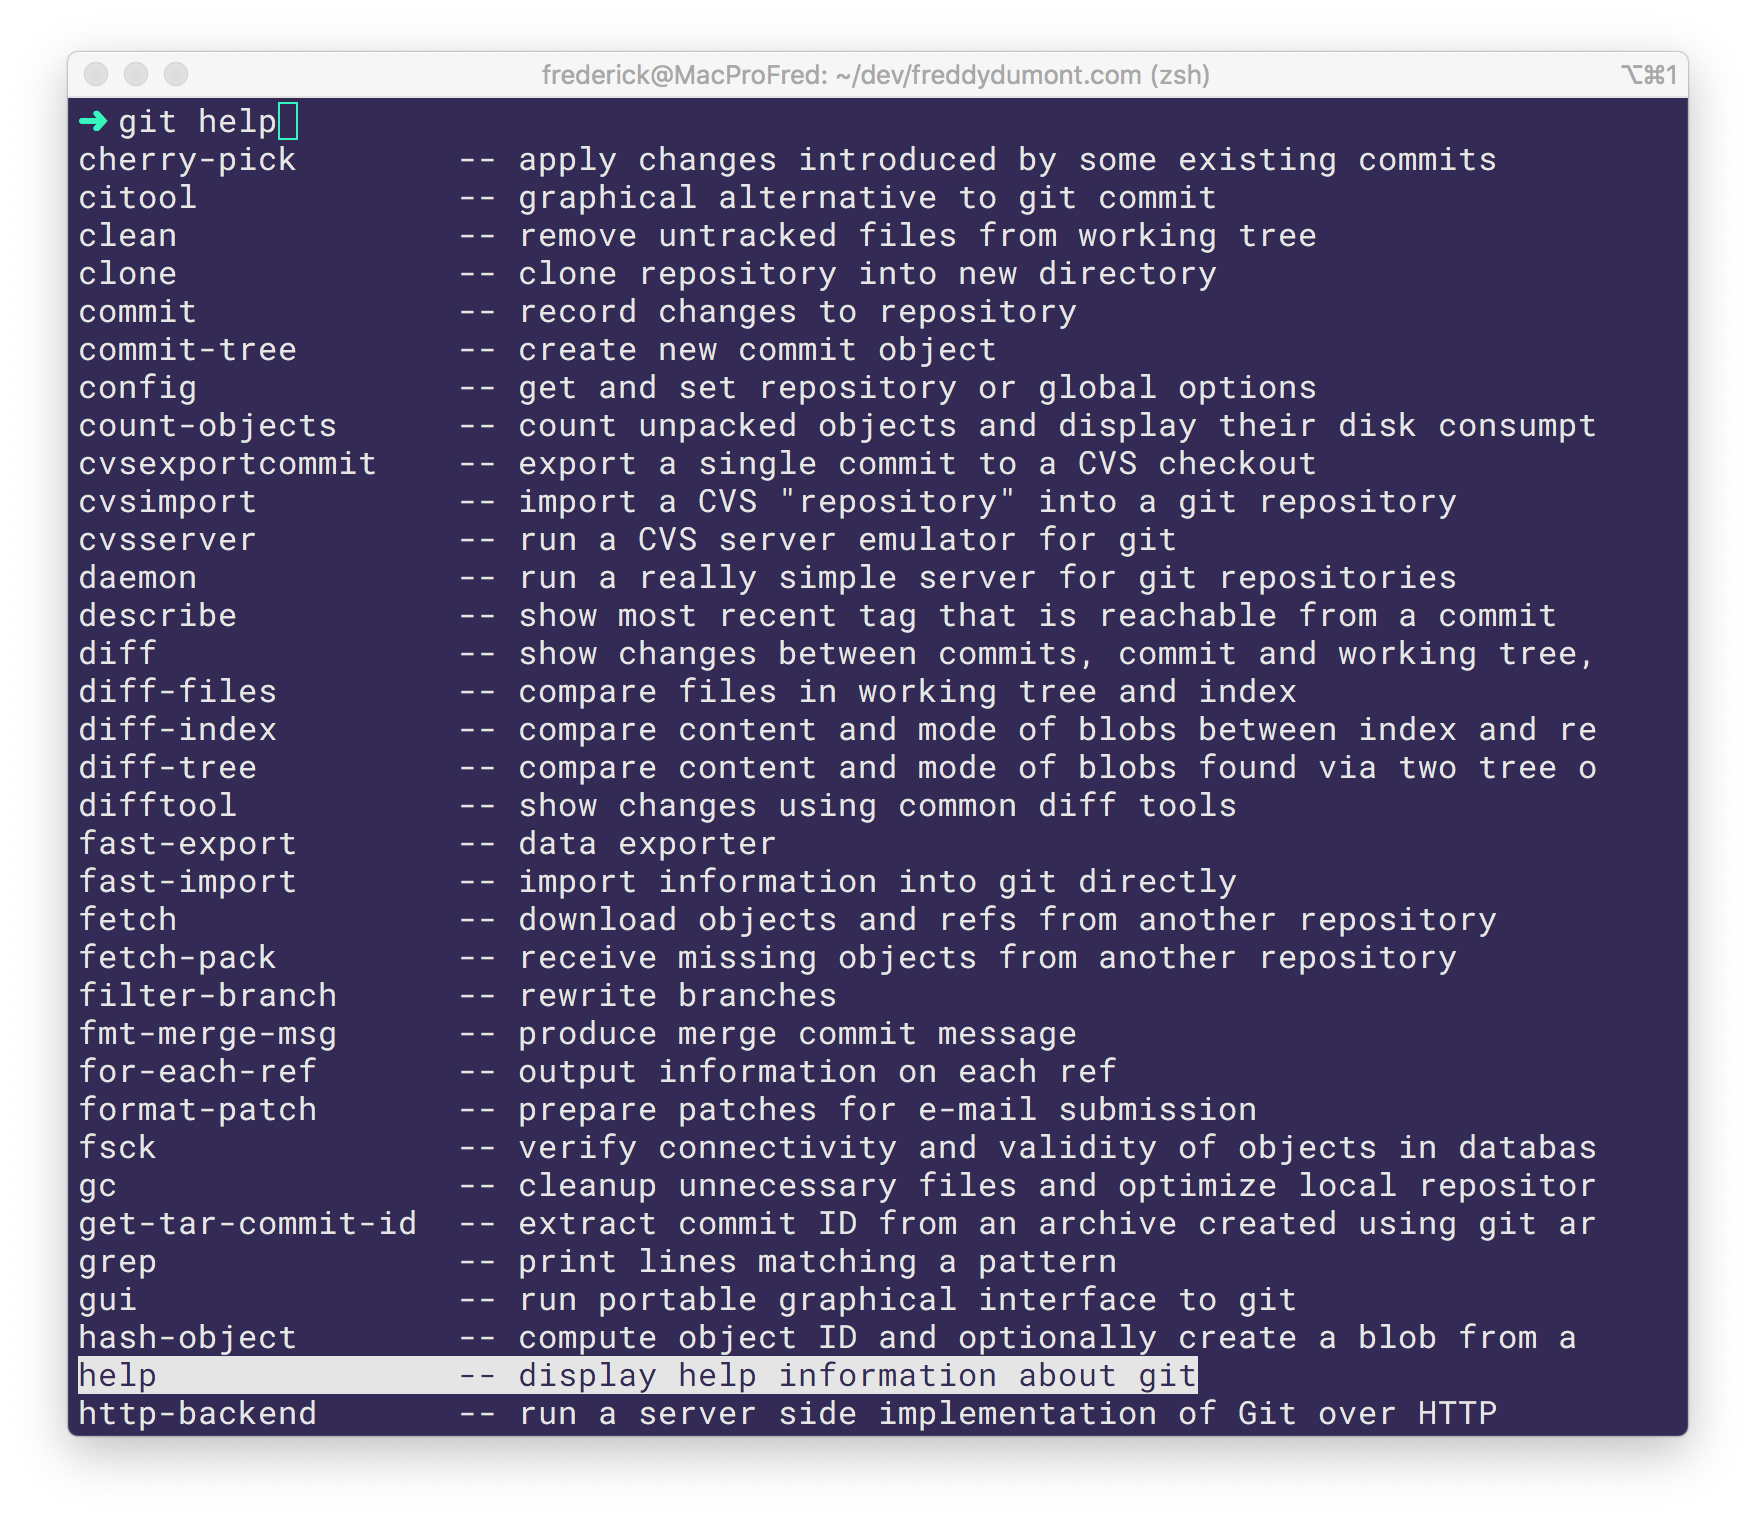 frederick@MacProFred: ~/dev/freddydumont.com (zsh) ⌥⌘1
➜ git help
cherry-pick -- apply changes introduced by some existing commits
citool -- graphical alternative to git commit
clean -- remove untracked files from working tree
clone -- clone repository into new directory
commit -- record changes to repository
commit-tree -- create new commit object
config -- get and set repository or global options
count-objects -- count unpacked objects and display their disk consumpt
cvsexportcommit -- export a single commit to a CVS checkout
cvsimport -- import a CVS "repository" into a git repository
cvsserver -- run a CVS server emulator for git
daemon -- run a really simple server for git repositories
describe -- show most recent tag that is reachable from a commit
diff -- show changes between commits, commit and working tree,
diff-files -- compare files in working tree and index
diff-index -- compare content and mode of blobs between index and re
diff-tree -- compare content and mode of blobs found via two tree o
difftool -- show changes using common diff tools
fast-export -- data exporter
fast-import -- import information into git directly
fetch -- download objects and refs from another repository
fetch-pack -- receive missing objects from another repository
filter-branch -- rewrite branches
fmt-merge-msg -- produce merge commit message
for-each-ref -- output information on each ref
format-patch -- prepare patches for e-mail submission
fsck -- verify connectivity and validity of objects in databas
gc -- cleanup unnecessary files and optimize local repositor
get-tar-commit-id -- extract commit ID from an archive created using git ar
grep -- print lines matching a pattern
gui -- run portable graphical interface to git
hash-object -- compute object ID and optionally create a blob from a
help -- display help information about git
http-backend -- run a server side implementation of Git over HTTP